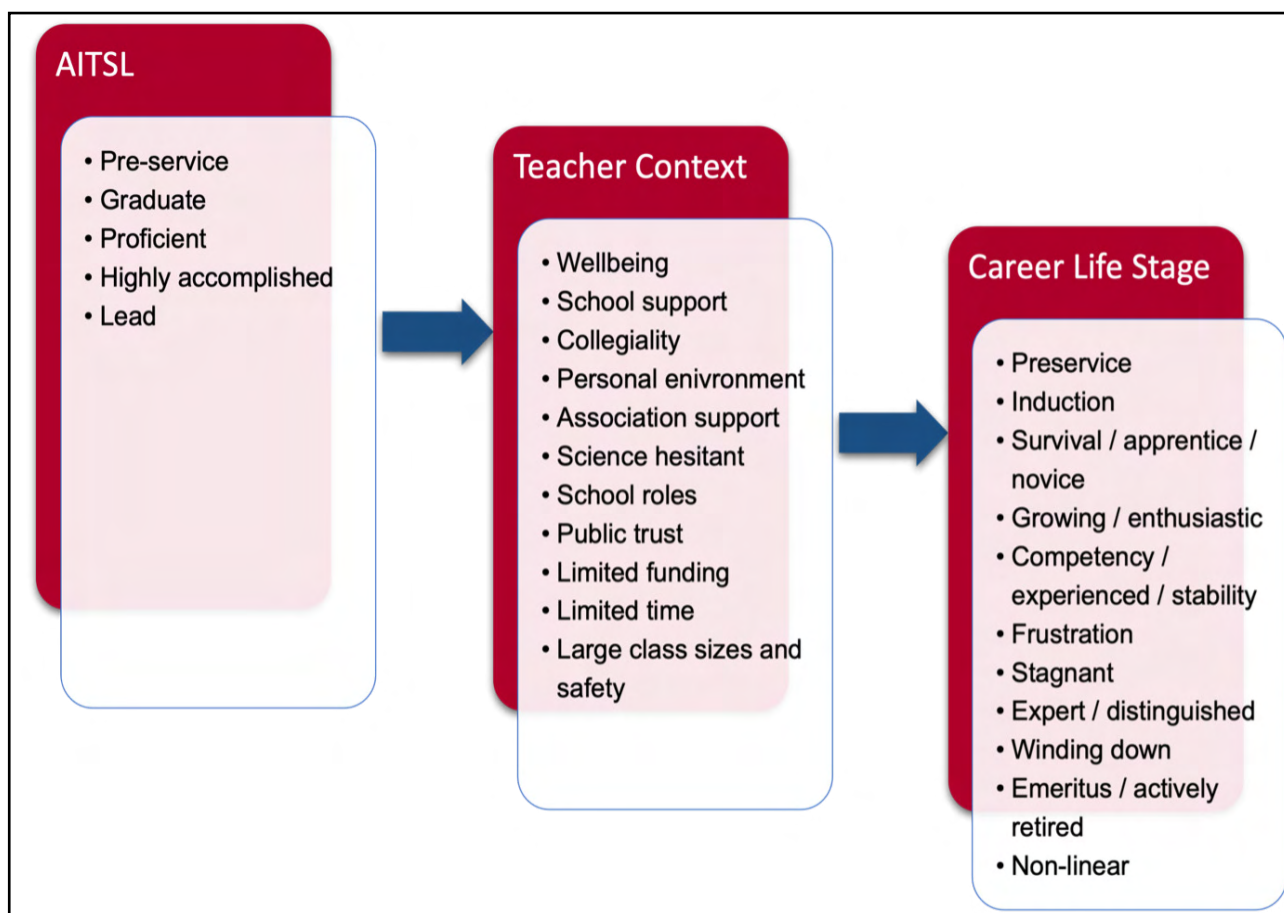 AITSL
• Pre-service
• Graduate
• Proficient
• Highly accomplished
• Lead
Teacher Context
• Wellbeing
• School support
• Collegiality
• Personal enivronment
• Association support
• Science hesitant
• School roles
• Public trust
• Limited funding
• Limited time
• Large class sizes and
safety
Career Life Stage
• Preservice
• Induction
• Survival / apprentice /
novice
• Growing / enthusiastic
• Competency /
experienced / stability
• Frustration
• Stagnant
• Expert / distinguished
• Winding down
• Emeritus / actively
retired
• Non-linear